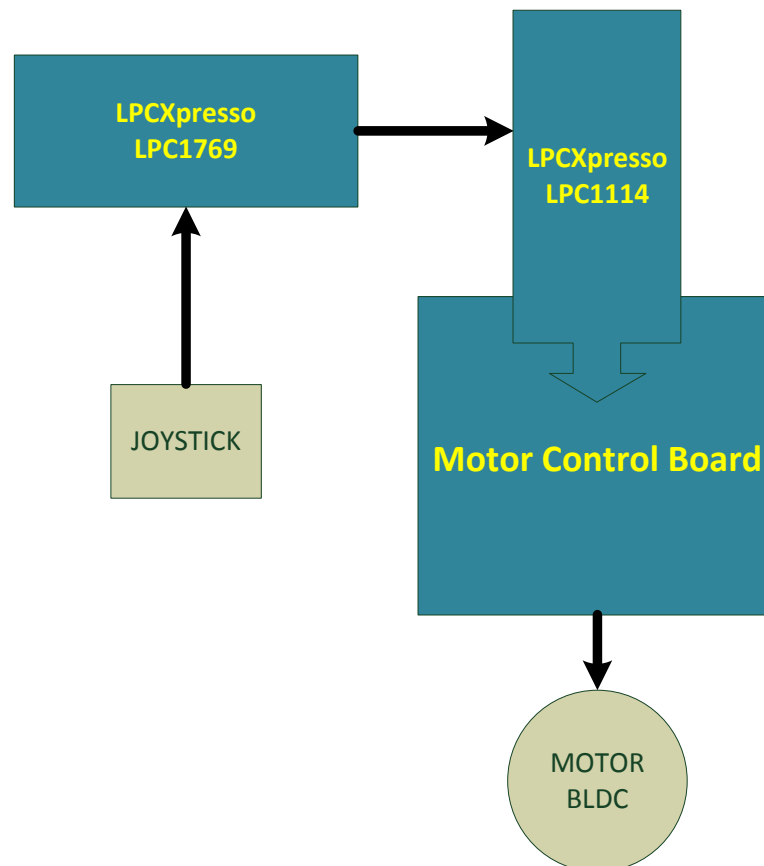 LPCXpresso
LPC1769
LPCXpresso
LPC1114
JOYSTICK
Motor Control Board
MOTOR
BLDC